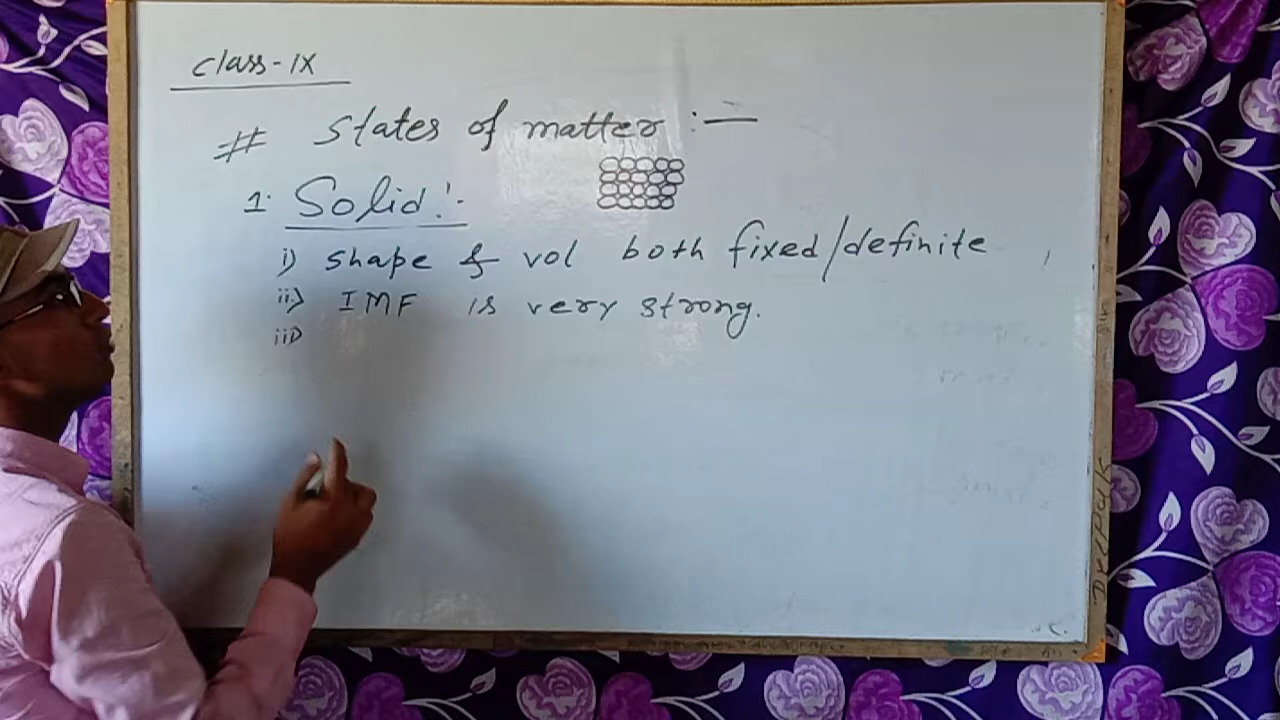 class-IX
# States of matter :—
1. Solid :-
i) shape & vol both fixed/definite
ii) IMF is very strong.
iii)